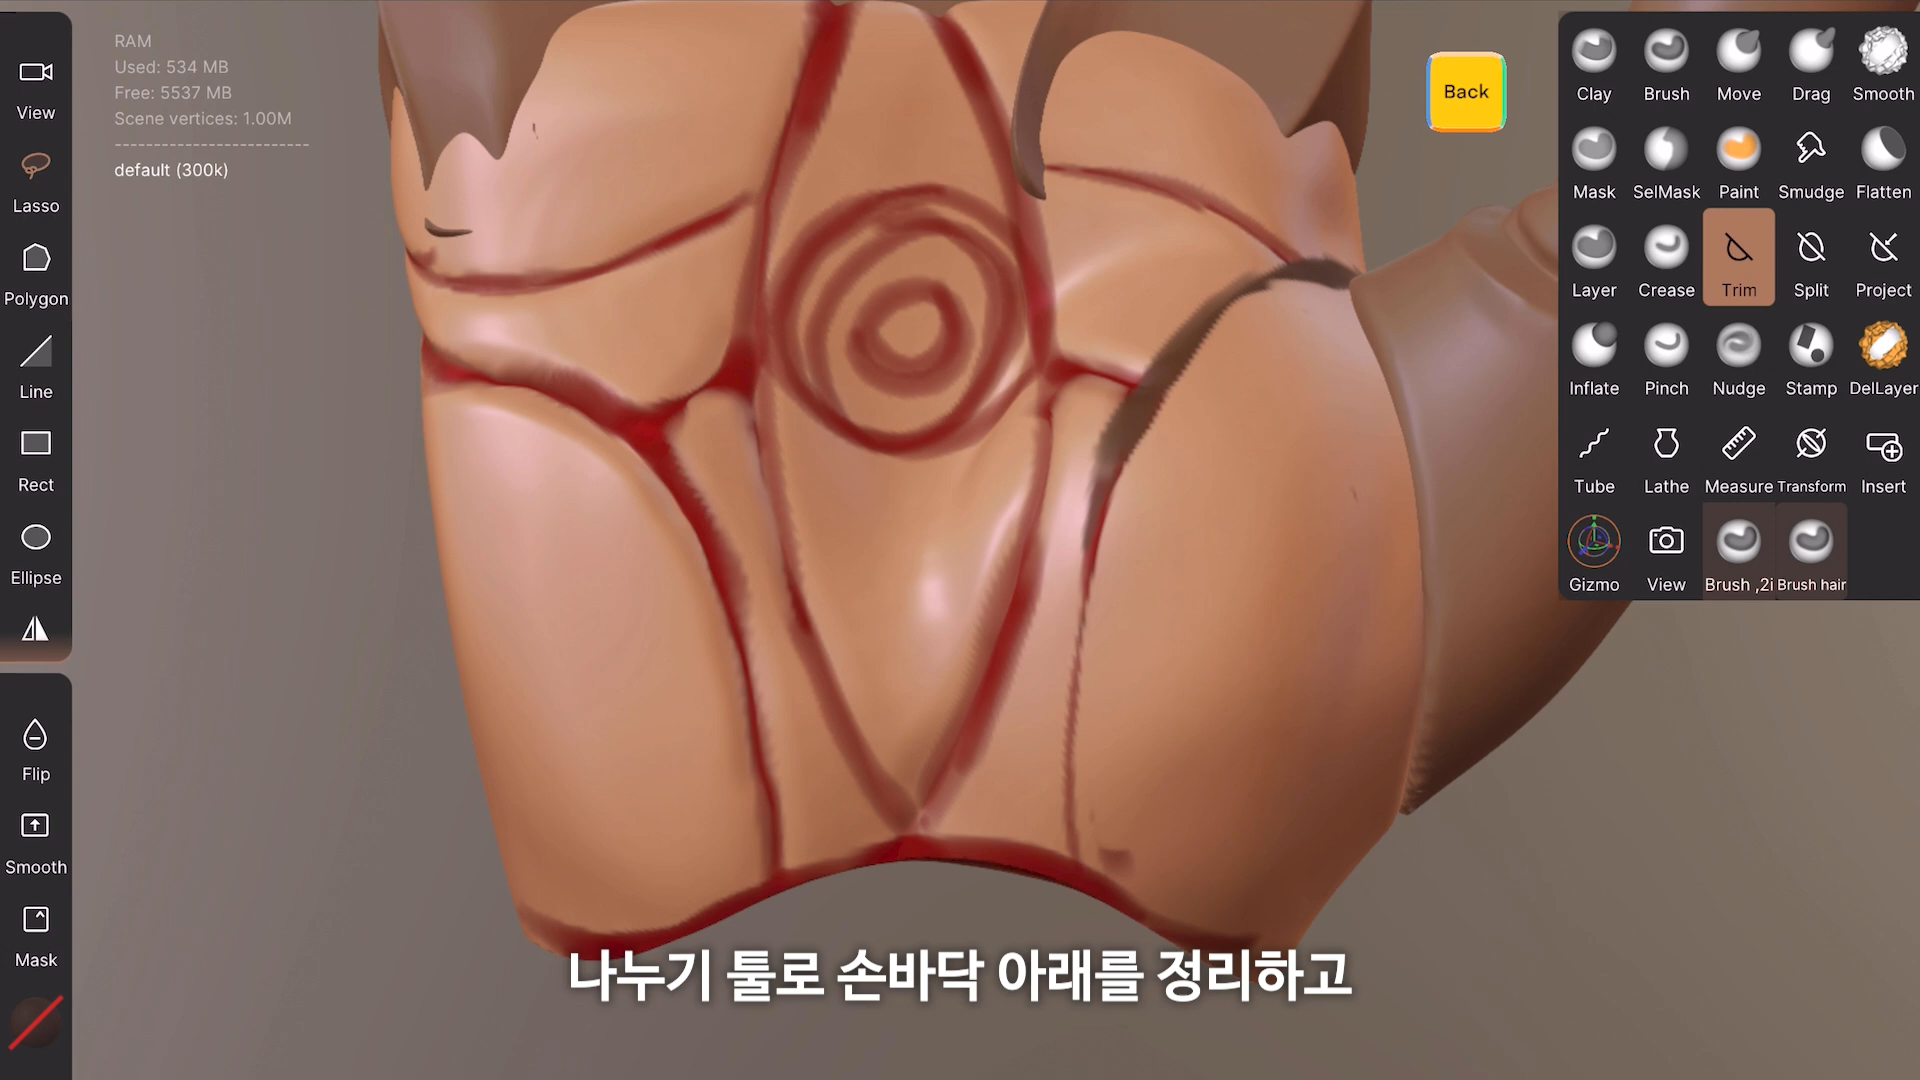 View
Lasso
Polygon
Line
Rect
Ellipse
Flip
Smooth
Mask
RAM
Used: 534 MB
Free: 5537 MB
Scene vertices: 1.00M
--------------------------
default (300k)
Back
Clay Brush Move Drag Smooth
Mask SelMask Paint Smudge Flatten
Layer Crease Trim Split Project
Inflate Pinch Nudge Stamp DelLayer
Tube Lathe Measure Transform Insert
Gizmo View Brush ,2i Brush hair
나누기 툴로 손바닥 아래를 정리하고